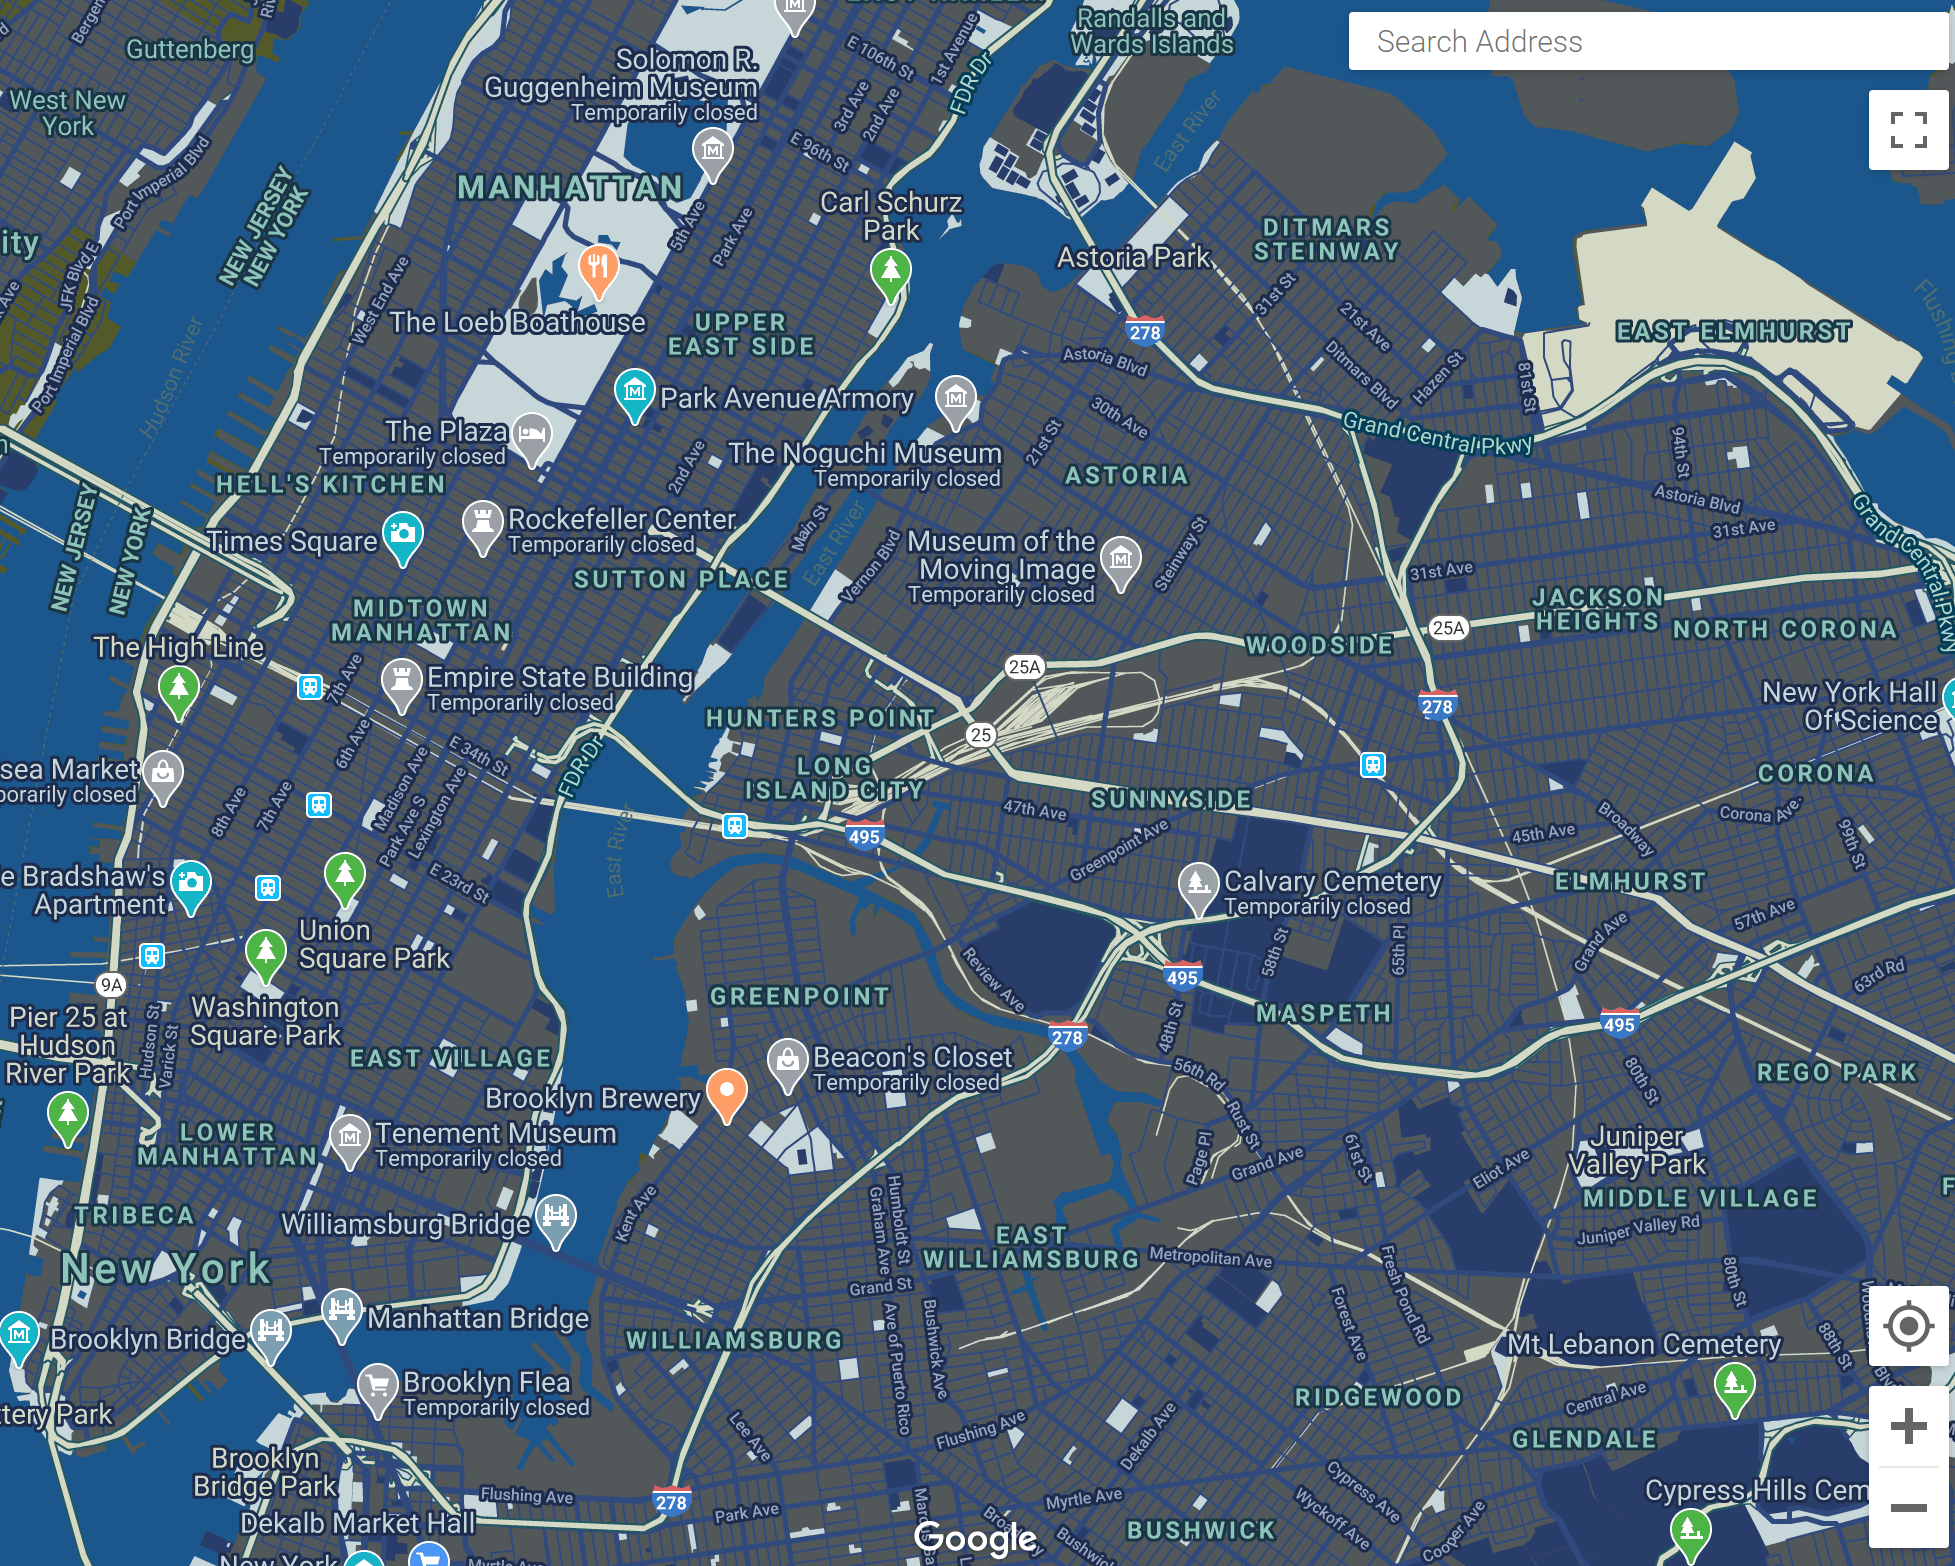 Guttenberg
West New
York
Port Imperial Blvd
JFK Blvd E
Port Imperial Blvd
NEW JERSEY
NEW YORK
Hudson River
ity
Solomon R.
Guggenheim Museum
Temporarily closed
MANHATTAN
E 106th St
1st Avenue
3rd Ave
2nd Ave
E 96th St
FDR Dr
Randalls and
Wards Islands
East River
Search Address
Carl Schurz
Park
5th Ave
Park Ave
West End Ave
The Loeb Boathouse
UPPER
EAST SIDE
Astoria Park
DITMARS
STEINWAY
31st St
21st Ave
Ditmars Blvd
Hazen St
278
EAST ELMHURST
81st St
Astoria Blvd
30th Ave
21st St
Grand Central Pkwy
94th St
Astoria Blvd
31st Ave
Grand Central Pkwy
Park Avenue Armory
The Plaza
Temporarily closed
2nd Ave
The Noguchi Museum
Temporarily closed
ASTORIA
HELL'S KITCHEN
NEW JERSEY
NEW YORK
Times Square
Rockefeller Center
Temporarily closed
Main St
East River
Vernon Blvd
Museum of the
Moving Image
Temporarily closed
Steinway St
31st Ave
SUTTON PLACE
MIDTOWN
MANHATTAN
JACKSON
HEIGHTS
25A
NORTH CORONA
WOODSIDE
The High Line
25A
7th Ave
Empire State Building
Temporarily closed
278
New York Hall
Of Science
HUNTERS POINT
25
6th Ave
E 34th St
FDR Dr
sea Market
porarily closed
LONG
ISLAND CITY
CORONA
8th Ave
7th Ave
Madison Ave
Park Ave S
Lexington Ave
47th Ave
SUNNYSIDE
Greenpoint Ave
495
45th Ave
Broadway
Corona Ave
99th St
E 23rd St
East River
e Bradshaw's
Apartment
Calvary Cemetery
Temporarily closed
ELMHURST
57th Ave
Grand Ave
Union
Square Park
58th St
65th Pl
Review Ave
495
63rd Rd
9A
GREENPOINT
Washington
Square Park
Hudson St
Varick St
Pier 25 at
Hudson
River Park
48th St
MASPETH
495
278
EAST VILLAGE
Beacon's Closet
Temporarily closed
56th Rd
80th St
REGO PARK
Brooklyn Brewery
Rust St
LOWER
MANHATTAN
Tenement Museum
Temporarily closed
Page Pl
Grand Ave
61st St
Eliot Ave
Juniper
Valley Park
MIDDLE VILLAGE
TRIBECA
Williamsburg Bridge
Kent Ave
Humboldt St
Graham Ave
Juniper Valley Rd
EAST
WILLIAMSBURG
Metropolitan Ave
Fresh Pond Rd
80th St
New York
Grand St
Ave of Puerto Rico
Bushwick Ave
Forest Ave
Manhattan Bridge
Brooklyn Bridge
WILLIAMSBURG
Mt Lebanon Cemetery
88th St
Brooklyn Flea
Temporarily closed
RIDGEWOOD
Central Ave
ttery Park
Lee Ave
Flushing Ave
Dekalb Ave
GLENDALE
Brooklyn
Bridge Park
Flushing Ave
278
Park Ave
Myrtle Ave
Cypress Ave
Wyckoff Ave
Cooper Ave
Cypress Hills Cem
Dekalb Market Hall
Google
BUSHWICK
New York
Myrtle Ave